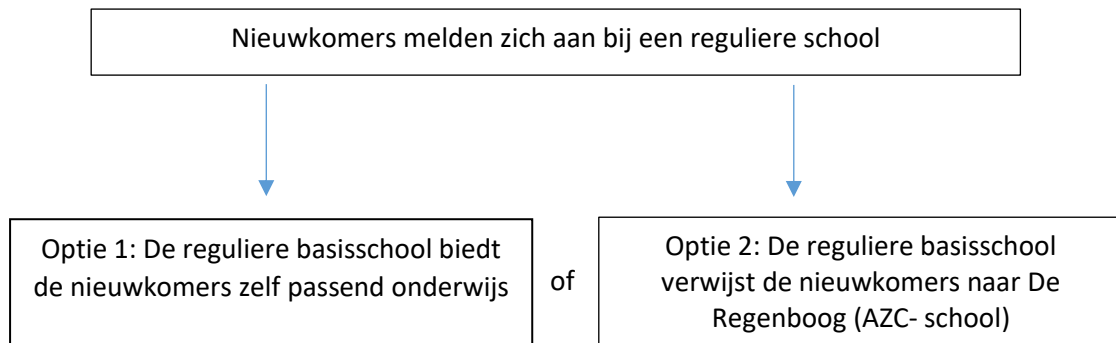 Nieuwkomers melden zich aan bij een reguliere school
Optie 1: De reguliere basisschool biedt
de nieuwkomers zelf passend onderwijs
of
Optie 2: De reguliere basisschool
verwijst de nieuwkomers naar De
Regenboog (AZC- school)